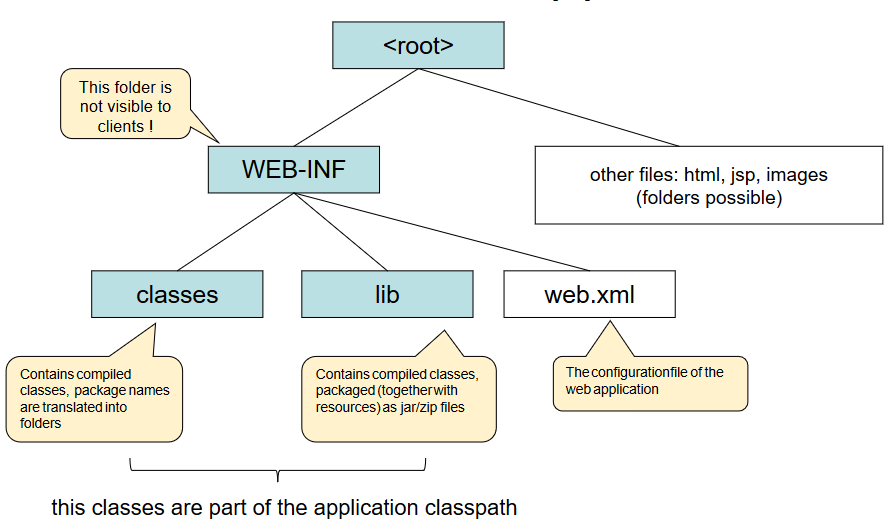 <root>
This folder is
not visible to
clients !
WEB-INF
other files: html, jsp, images
(folders possible)
classes
lib
web.xml
Contains compiled
classes, package names
are translated into
folders
Contains compiled classes,
packaged (together with
resources) as jar/zip files
The configurationfile of the
web application
this classes are part of the application classpath